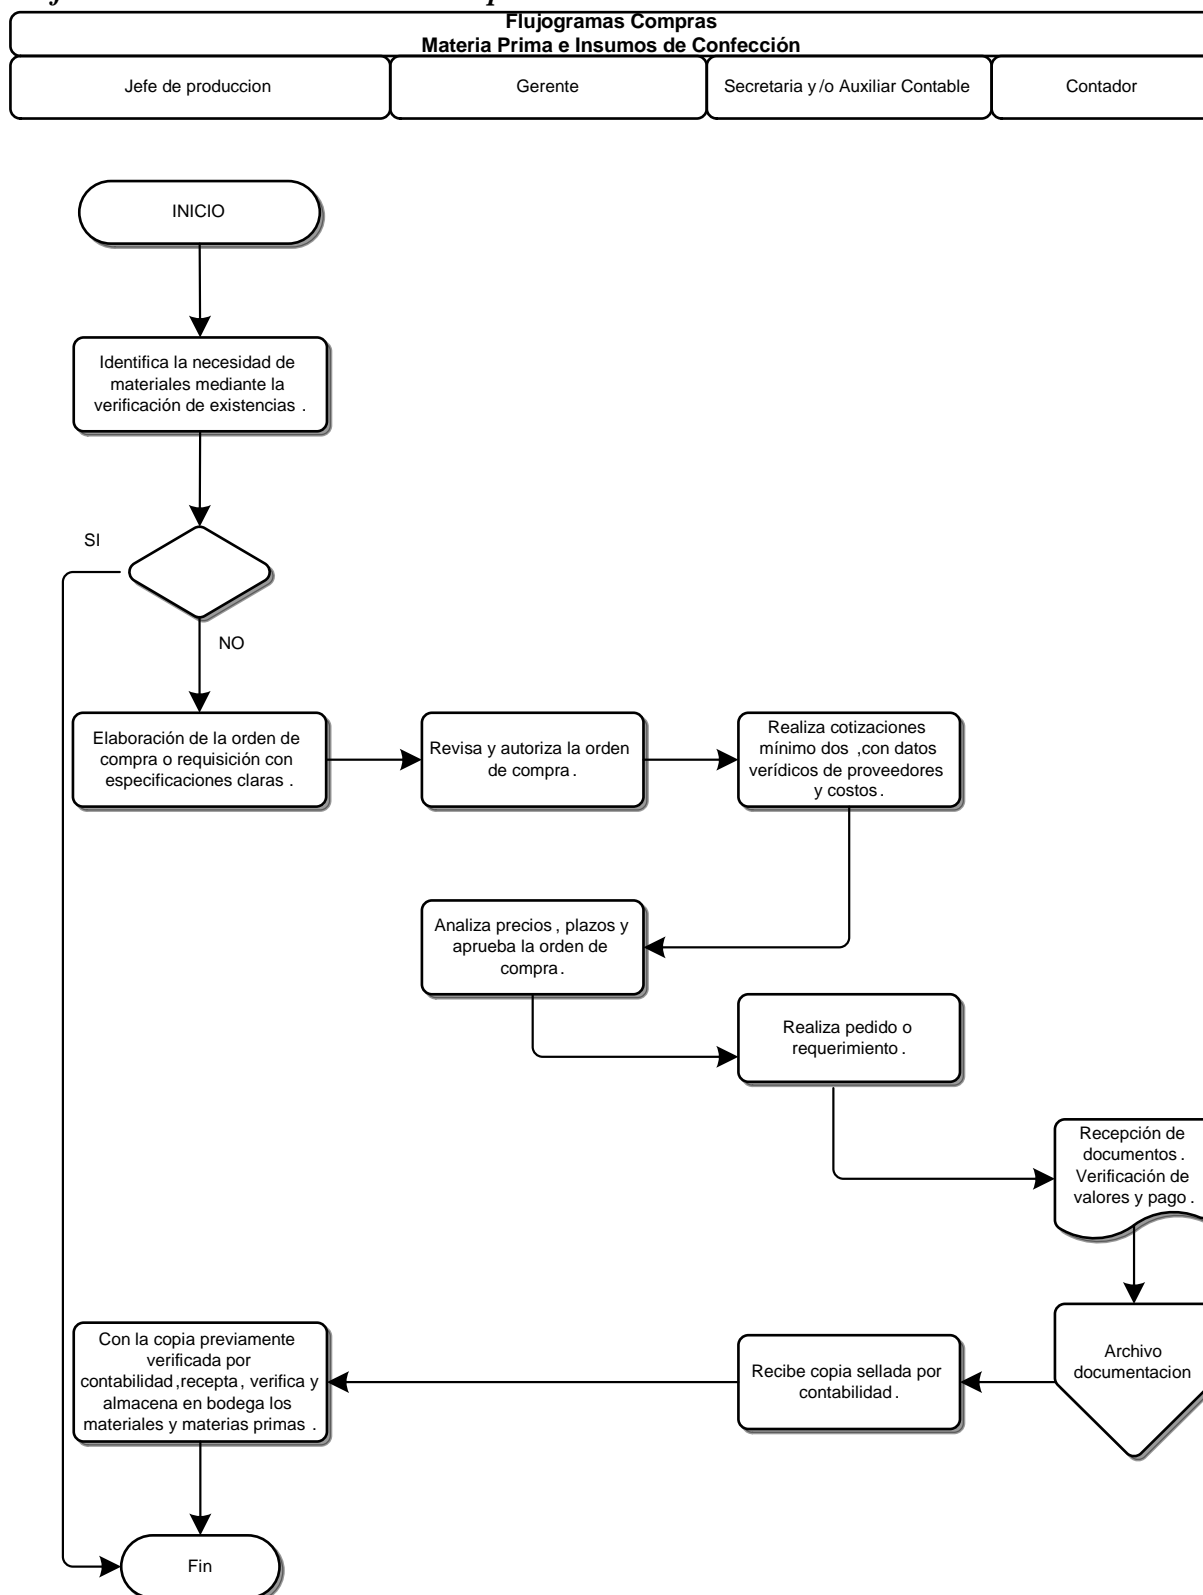 Flujogramas Compras
Materia Prima e Insumos de Confección
Jefe de produccion
Gerente
Secretaria y /o Auxiliar Contable
Contador
INICIO
Identifica la necesidad de
materiales mediante la
verificación de existencias .
SI
NO
Elaboración de la orden de
compra o requisición con
especificaciones claras .
Revisa y autoriza la orden
de compra .
Realiza cotizaciones
mínimo dos ,con datos
verídicos de proveedores
y costos .
Analiza precios , plazos y
aprueba la orden de
compra .
Realiza pedido o
requerimiento .
Recepción de
documentos .
Verificación de
valores y pago .
Archivo
documentacion
Recibe copia sellada por
contabilidad .
Con la copia previamente
verificada por
contabilidad ,recepta , verifica y
almacena en bodega los
materiales y materias primas .
Fin